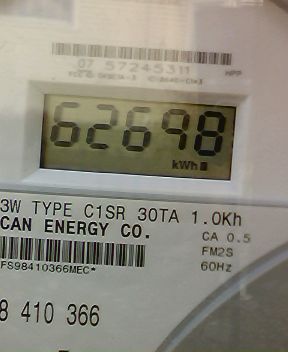 07 57245311
HPP
62698
kWh
3W TYPE C1SR 30TA 1.0Kh
CAN ENERGY CO.
CA 0.5
FM2S
60Hz
FS98410366MEC*
8 410 366